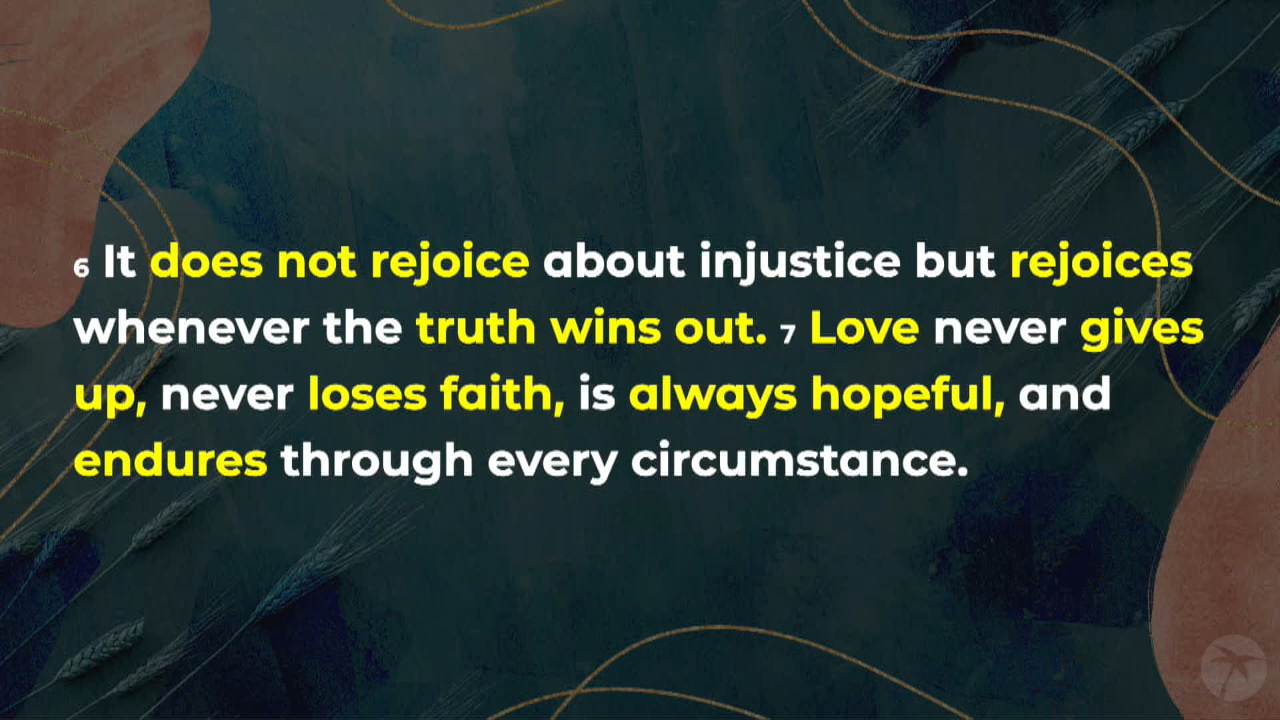 6 It does not rejoice about injustice but rejoices
whenever the truth wins out. 7 Love never gives
up, never loses faith, is always hopeful, and
endures through every circumstance.